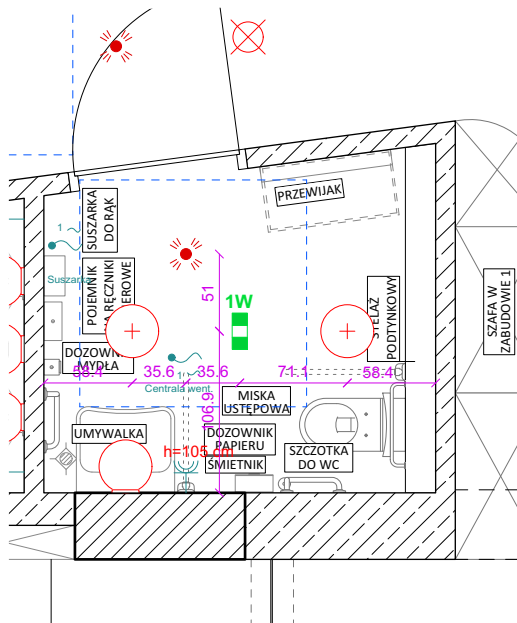 PRZEWIJAK
SUSZARKA
DO RĄK
1
Suszarka
POJEMNIK
NA RĘCZNIKI
PAPIEROWE
51
1W
STELAŻ
PODTYNKOWY
SZAFA W
ZABUDOWIE 1
DOZOWNIK
MYDŁA
58.4
35.6
35.6
71.1
58.4
1
Centrala went.
106.9
MISKA
USTĘPOWA
UMYWALKA
DOZOWNIK
PAPIERU
h=105 cm
ŚMIETNIK
SZCZOTKA
DO WC